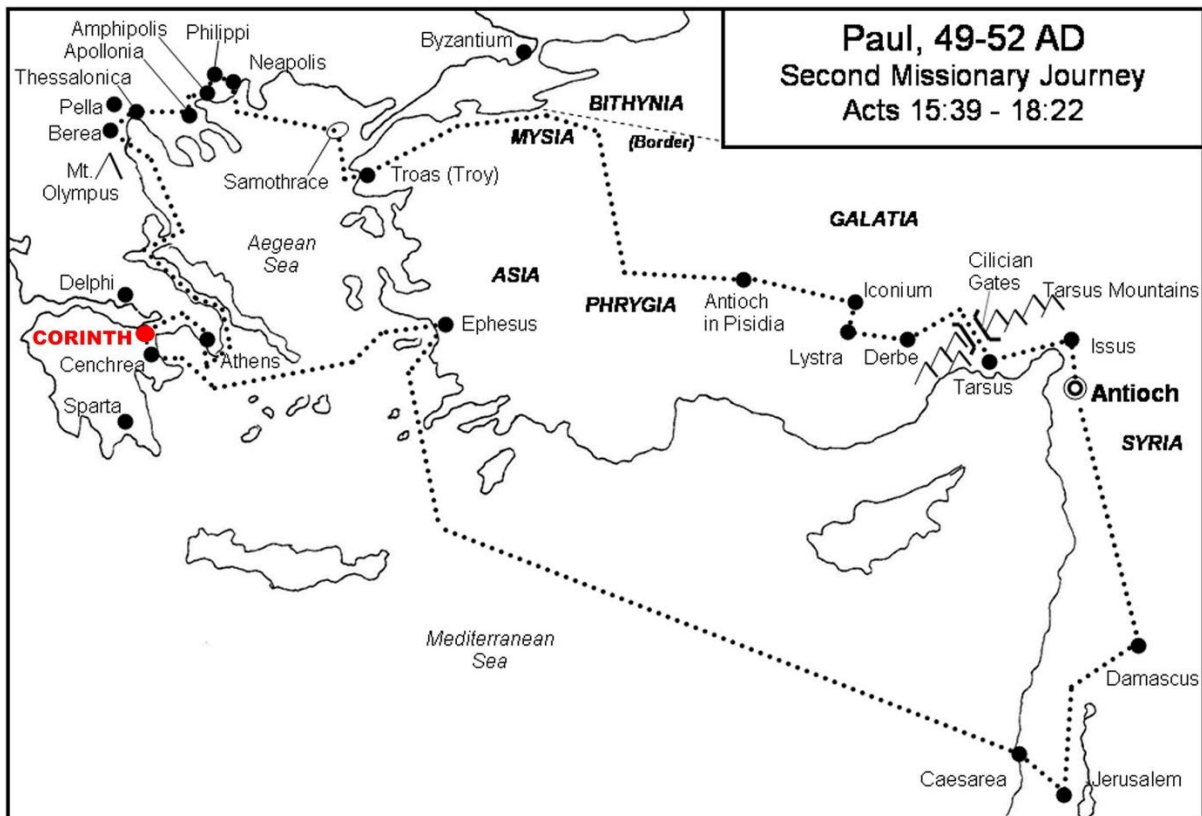 Paul, 49-52 AD
Second Missionary Journey
Acts 15:39 - 18:22
Amphipolis
Apollonia
Thessalonica
Pella
Berea
Mt.
Olympus
Philippi
Neapolis
Byzantium
BITHYNIA
MYSIA
(Border)
Samothrace
Troas (Troy)
Aegean
Sea
ASIA
PHRYGIA
GALATIA
Cilician
Gates
Tarsus Mountains
Delphi
CORINTH
Cenchrea
Athens
Sparta
Ephesus
Antioch
in Pisidia
Iconium
Lystra
Derbe
Tarsus
Issus
Antioch
SYRIA
Mediterranean
Sea
Damascus
Caesarea
Jerusalem